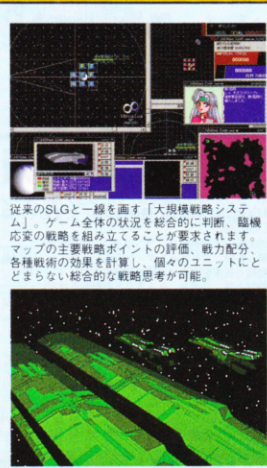 従来のSLGと一線を画す「大規模戦略システ
ム」。ゲーム全体の状況を総合的に判断、臨機
応変の戦略を組み立てることが要求されます。
マップの主要戦略ポイントの評価、戦力配分、
各種戦術の効果を計算し、個々のユニットにと
どまらない総合的な戦略思考が可能。